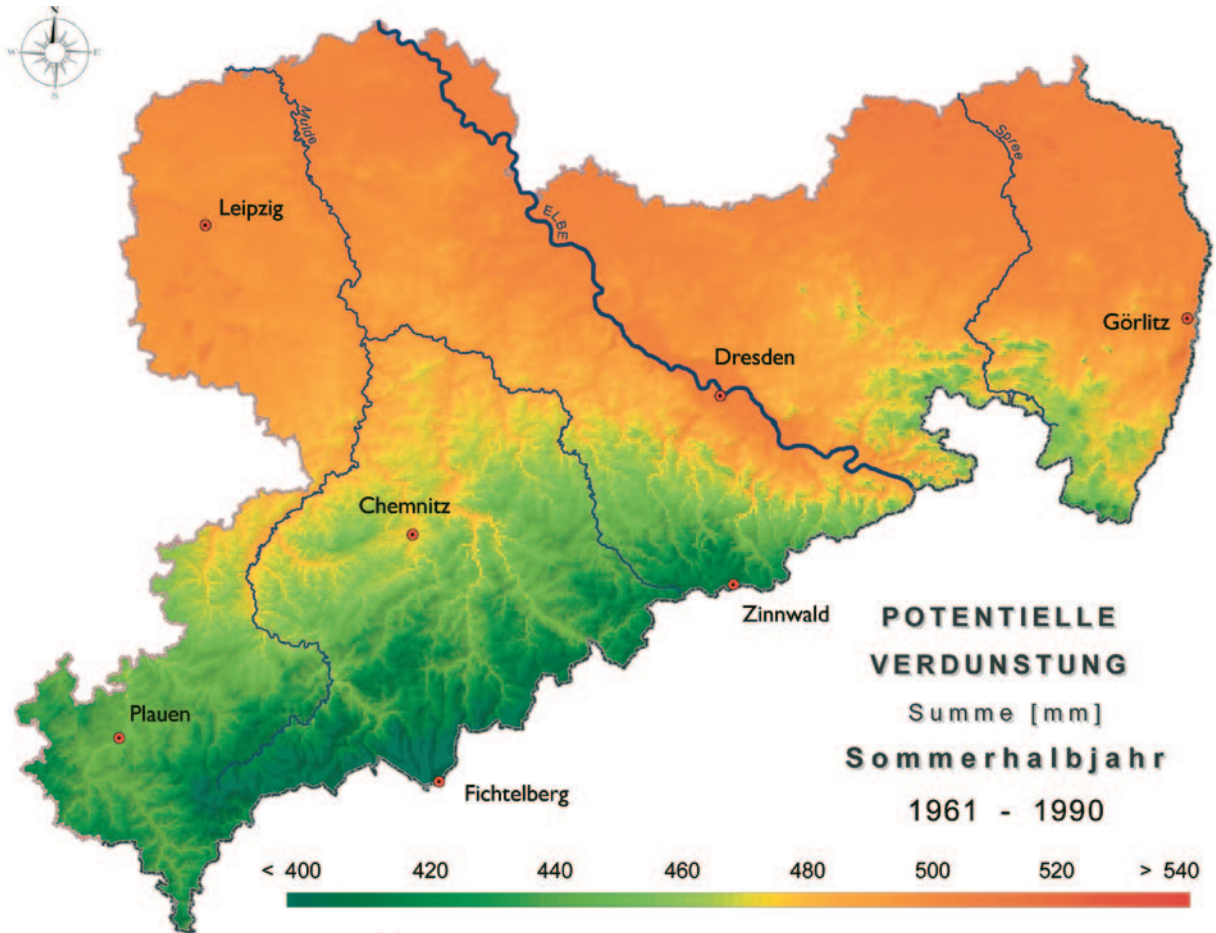 N
W
E
S
Mulde
Spree
Leipzig
ELBE
Görlitz
Dresden
Chemnitz
Zinnwald
Plauen
Fichtelberg
POTENTIELLE
VERDUNSTUNG
Summe [mm]
Sommerhalbjahr
1961 - 1990
< 400 420 440 460 480 500 520 > 540